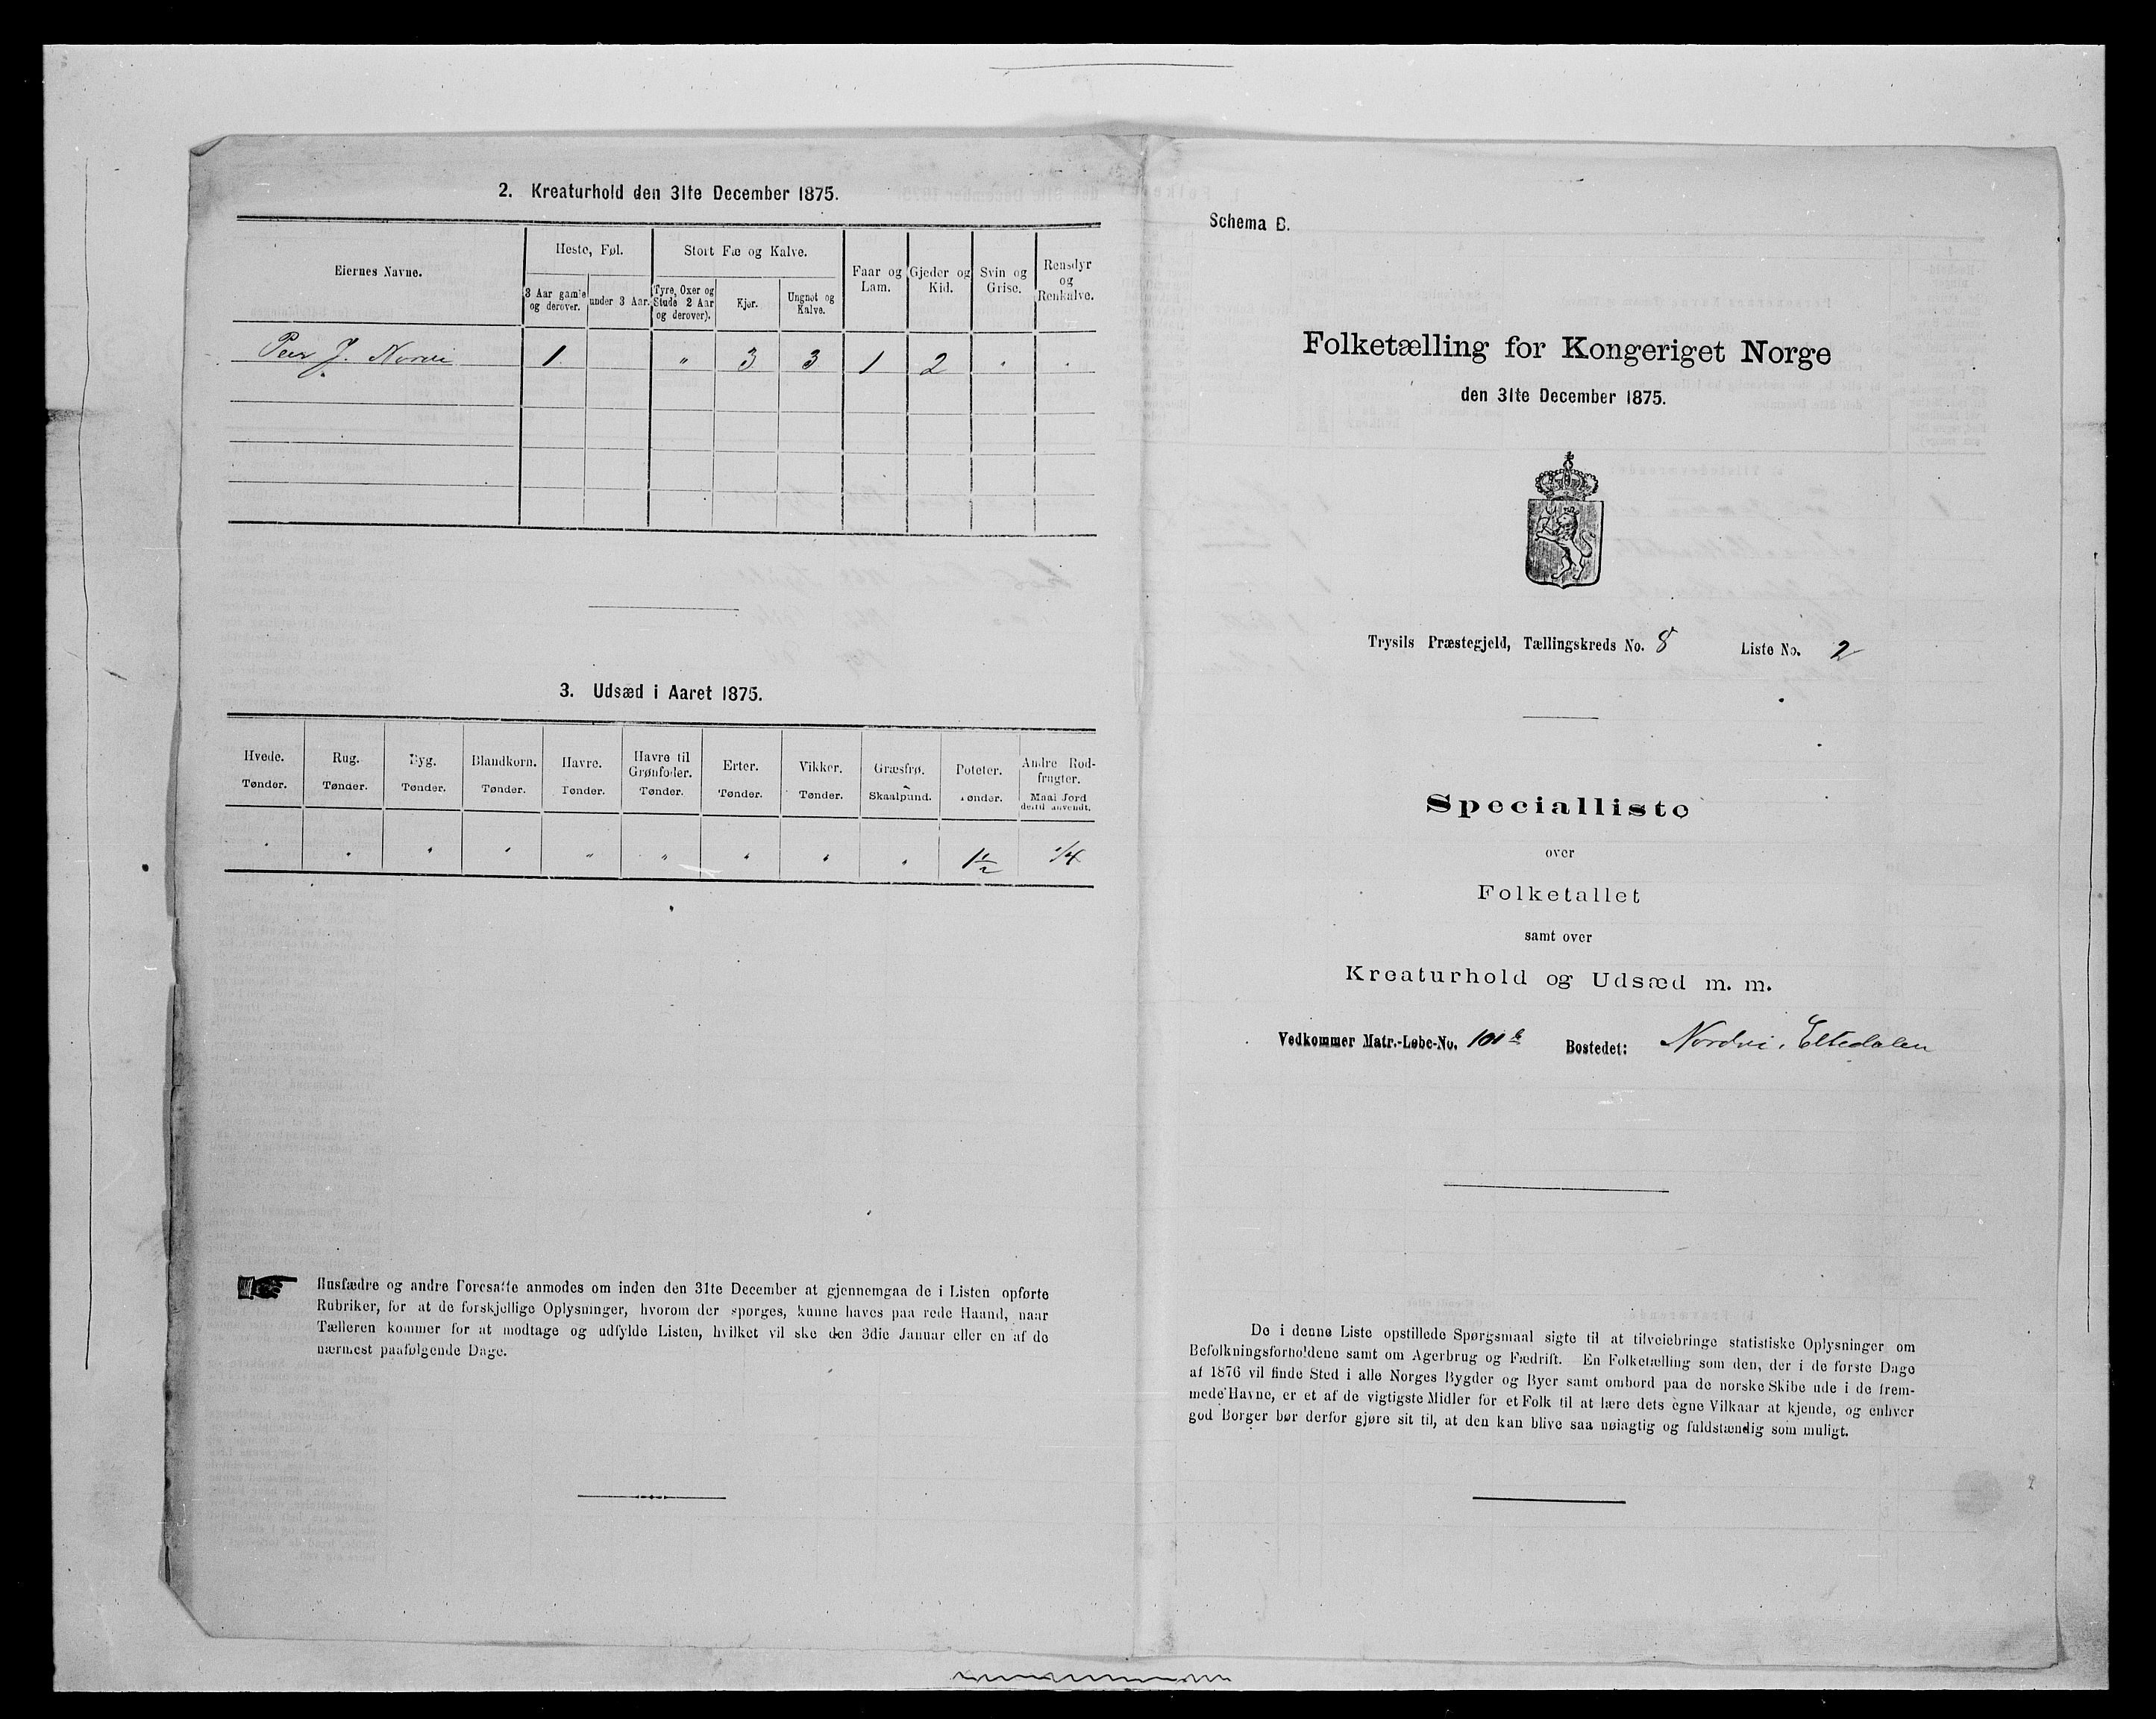 2. Kreaturhold den 31te December 1875.
Eiernes Navne.
Heste, Føl.
Stort Fæ og Kalve.
Faar og Lam.
Gjeder og Kid.
Svin og Grise.
Rensdyr og Renkalve.
3 Aar gamle og derover.
under 3 Aar.
Tyre, Oxer og Stude 2 Aar og derover).
Kjør.
Ungnøt og Kalve.
Peer J. Norvi 1 " 3 3 1 2 " "
3. Udsæd i Aaret 1875.
Hvede. Tønder.
Rug. Tønder.
Byg. Tønder.
Blandkorn. Tønder.
Havre. Tønder.
Havre til Grønfoder. Tønder.
Erter. Tønder.
Vikker. Tønder.
Græsfrø. Skaalpund.
Poteter. Tønder.
Andre Rodfrugter. Maal Jord dertil anvendt.
" " " " " " " " " 1 1/2 1/4
Husfædre og andre Foresatte anmodes om inden den 31te December at gjennemgaa de i Listen opførte
Rubriker, for at de forskjellige Oplysninger, hvorom der spørges, kunne haves paa rede Haand, naar
Tælleren kommer for at modtage og udfylde Listen, hvilket vil ske den 3die Januar eller en af de
nærmest paafølgende Dage.
Schema B.
Folketælling for Kongeriget Norge
den 31te December 1875.
Trysils Præstegjeld, Tællingskreds No. 8 Liste No. 2
Specialliste
over
Folketallet
samt over
Kreaturhold og Udsæd m. m.
Vedkommer Matr.-Løbe-No. 101 b Bostedet: Nordvi, Eltedalen
De i denne Liste opstillede Spørgsmaal sigte til at tilveiebringe statistiske Oplysninger om
Befolkningsforholdene samt om Agerbrug og Fædrift. En Folketælling som den, der i de første Dage
af 1876 vil finde Sted i alle Norges Bygder og Byer samt ombord paa de norske Skibe ude i de frem-
mede Havne, er et af de vigtigste Midler for et Folk til at lære dets egne Vilkaar at kjende, og enhver
god Borger bør derfor gjøre sit til, at den kan blive saa nøiagtig og fuldstændig som muligt.
2